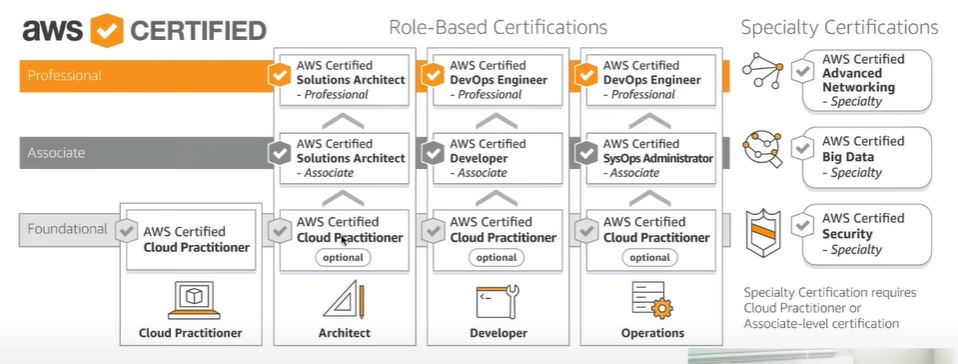 aws CERTIFIED
Role-Based Certifications
Specialty Certifications
Professional
AWS Certified
Solutions Architect
- Professional
AWS Certified
DevOps Engineer
- Professional
AWS Certified
DevOps Engineer
- Professional
AWS Certified
Advanced
Networking
- Specialty
Associate
AWS Certified
Solutions Architect
- Associate
AWS Certified
Developer
- Associate
AWS Certified
SysOps Administrator
- Associate
AWS Certified
Big Data
- Specialty
Foundational
AWS Certified
Cloud Practitioner
AWS Certified
Cloud Practitioner
optional
AWS Certified
Cloud Practitioner
optional
AWS Certified
Cloud Practitioner
optional
AWS Certified
Security
- Specialty
Cloud Practitioner
Architect
Developer
Operations
Specialty Certification requires
Cloud Practitioner or
Associate-level certification